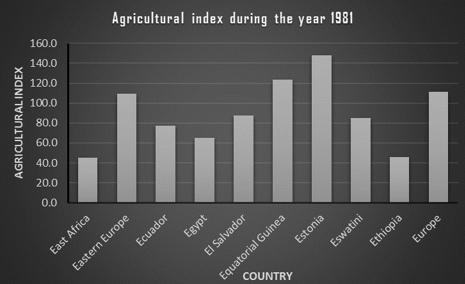 Agricultural index during the year 1981
AGRICULTURAL INDEX
160.0
140.0
120.0
100.0
80.0
60.0
40.0
20.0
0.0
East Africa
Eastern Europe
Ecuador
Egypt
El Salvador
Equatorial Guinea
Estonia
Eswatini
Ethiopia
Europe
COUNTRY